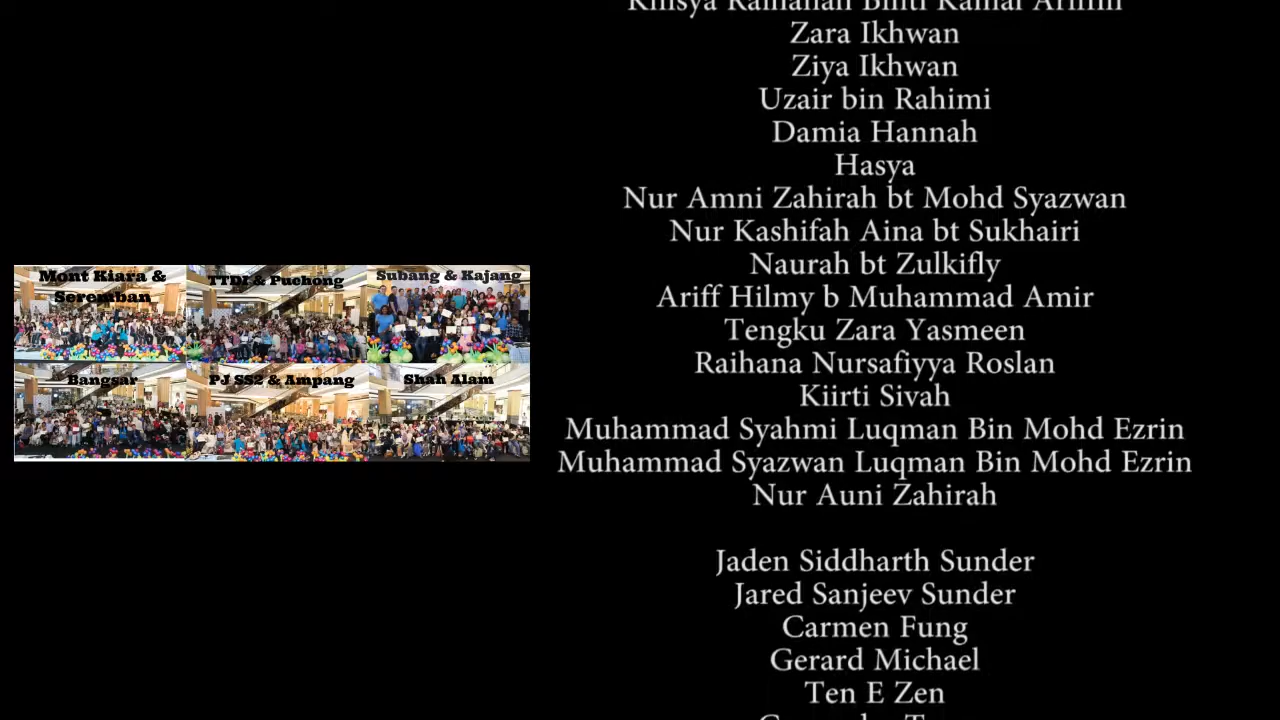 Mont Kiara &
Seremban
TTDI & Puchong
Subang & Kajang
Bangsar
PJ SS2 & Ampang
Shah Alam
Raihanah Binti Kamal Ariffin
Zara Ikhwan
Ziya Ikhwan
Uzair bin Rahimi
Damia Hannah
Hasya
Nur Amni Zahirah bt Mohd Syazwan
Nur Kashifah Aina bt Sukhairi
Naurah bt Zulkifly
Ariff Hilmy b Muhammad Amir
Tengku Zara Yasmeen
Raihana Nursafiyya Roslan
Kiirti Sivah
Muhammad Syahmi Luqman Bin Mohd Ezrin
Muhammad Syazwan Luqman Bin Mohd Ezrin
Nur Auni Zahirah
Jaden Siddharth Sunder
Jared Sanjeev Sunder
Carmen Fung
Gerard Michael
Ten E Zen